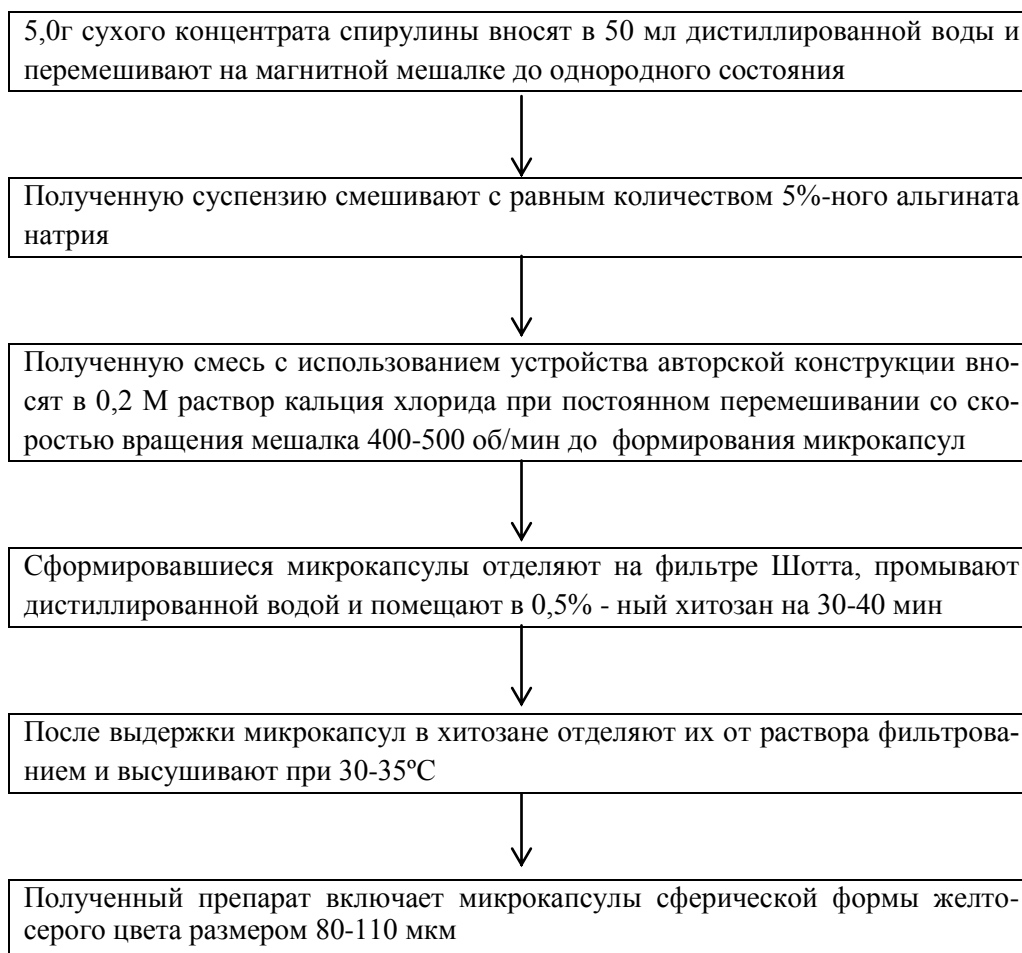 5,0г сухого концентрата спирулины вносят в 50 мл дистиллированной воды и
перемешивают на магнитной мешалке до однородного состояния
Полученную суспензию смешивают с равным количеством 5%-ного альгината
натрия
Полученную смесь с использованием устройства авторской конструкции вно-
сят в 0,2 М раствор кальция хлорида при постоянном перемешивании со ско-
ростью вращения мешалка 400-500 об/мин до  формирования микрокапсул
Сформировавшиеся микрокапсулы отделяют на фильтре Шотта, промывают
дистиллированной водой и помещают в 0,5% - ный хитозан на 30-40 мин
После выдержки микрокапсул в хитозане отделяют их от раствора фильтрова-
нием и высушивают при 30-35ºС
Полученный препарат включает микрокапсулы сферической формы желто-
серого цвета размером 80-110 мкм